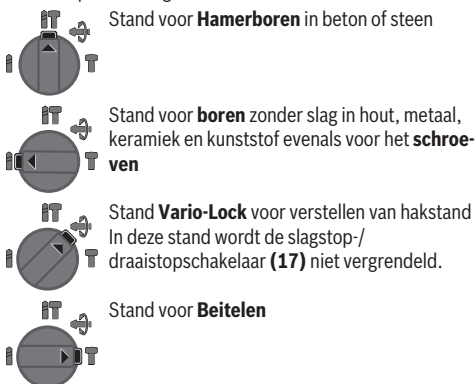 Stand voor Hamerboren in beton of steen
Stand voor boren zonder slag in hout, metaal,
keramiek en kunststof evenals voor het schroe-
ven
Stand Vario-Lock voor verstellen van hakstand
In deze stand wordt de slagstop-/
draaistopschakelaar (17) niet vergrendeld.
Stand voor Beitelen